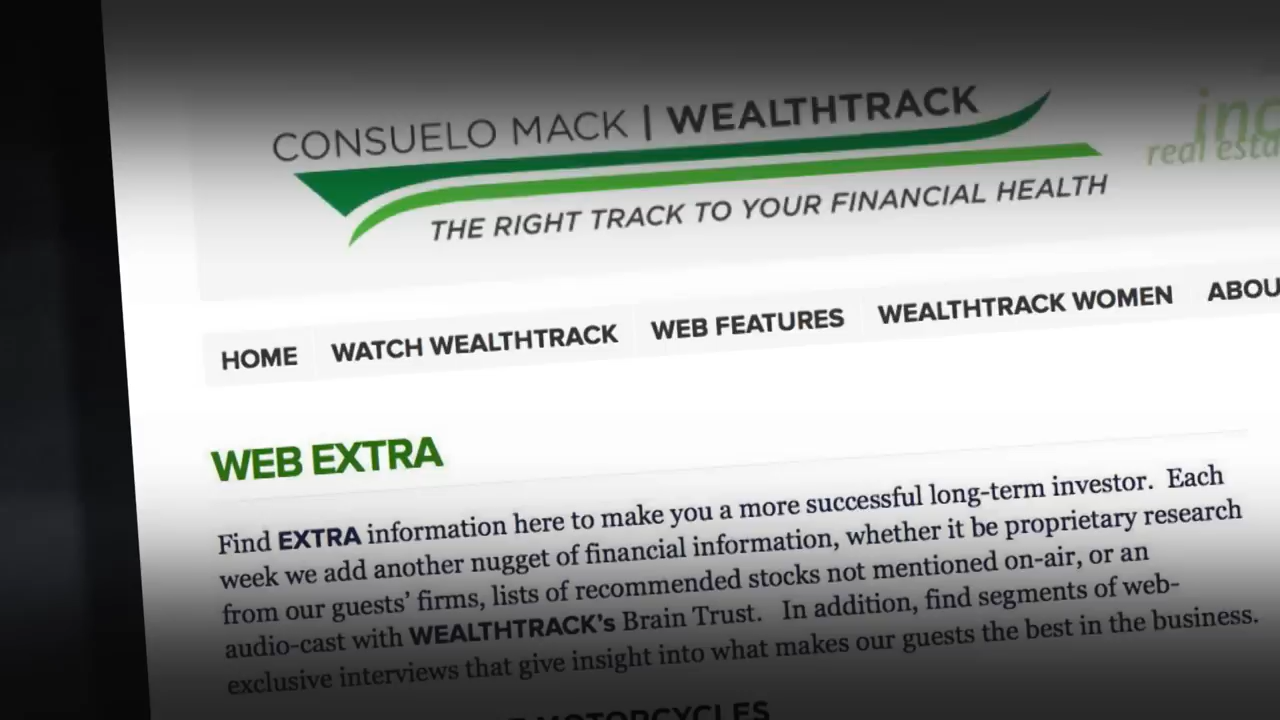 CONSUELO MACK | WEALTHTRACK
THE RIGHT TRACK TO YOUR FINANCIAL HEALTH
HOME WATCH WEALTHTRACK WEB FEATURES WEALTHTRACK WOMEN
WEB EXTRA
Find EXTRA information here to make you a more successful long-term investor. Each
week we add another nugget of financial information, whether it be proprietary research
from our guests' firms, lists of recommended stocks not mentioned on-air, or an
audio-cast with WEALTHTRACK's Brain Trust. In addition, find segments of web-
exclusive interviews that give insight into what makes our guests the best in the business.
MOTORCYCLES